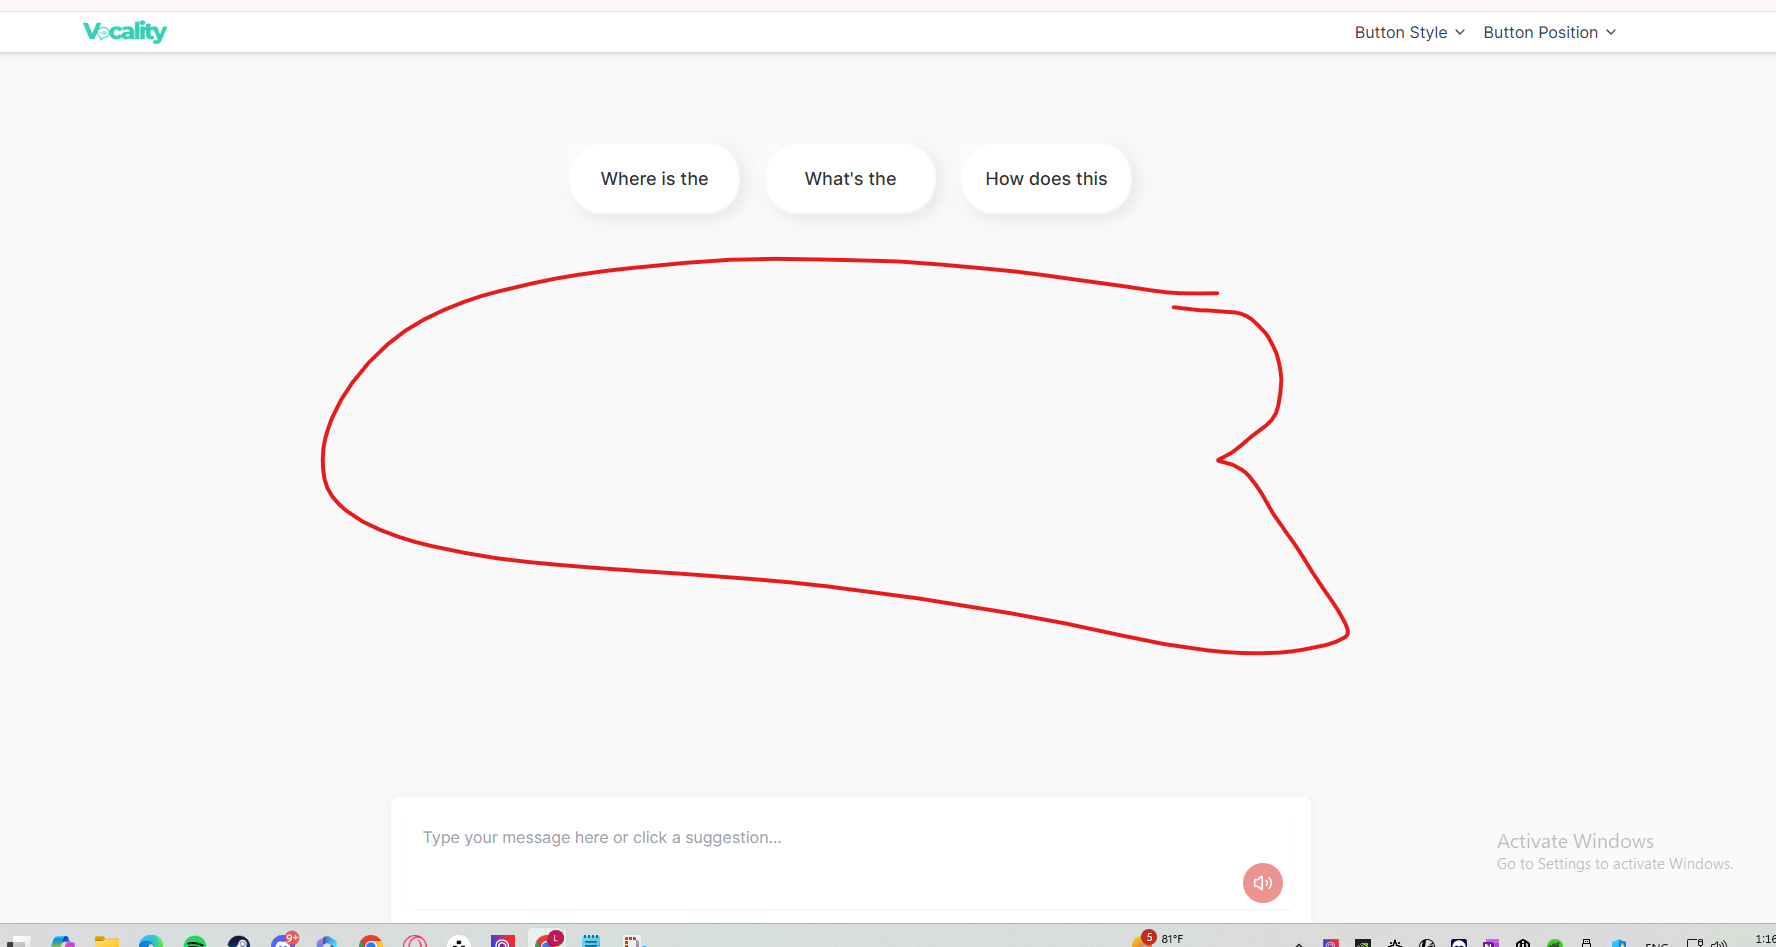 Vocality
Button Style
Button Position
Where is the
What's the
How does this
Type your message here or click a suggestion...
Activate Windows
Go to Settings to activate Windows.
9+
L
5
81°F
ENG
1:16